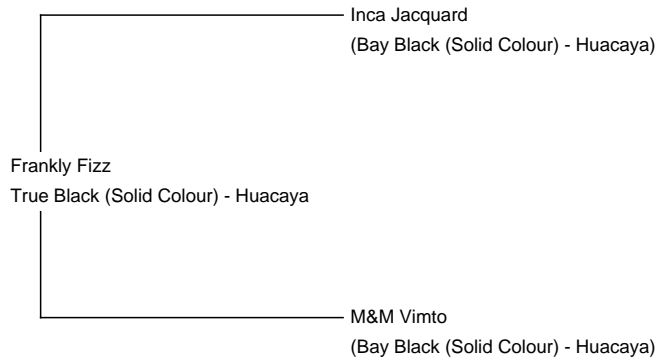 Inca Jacquard
(Bay Black (Solid Colour) - Huacaya)
Frankly Fizz
True Black (Solid Colour) - Huacaya
M&M Vimto
(Bay Black (Solid Colour) - Huacaya)